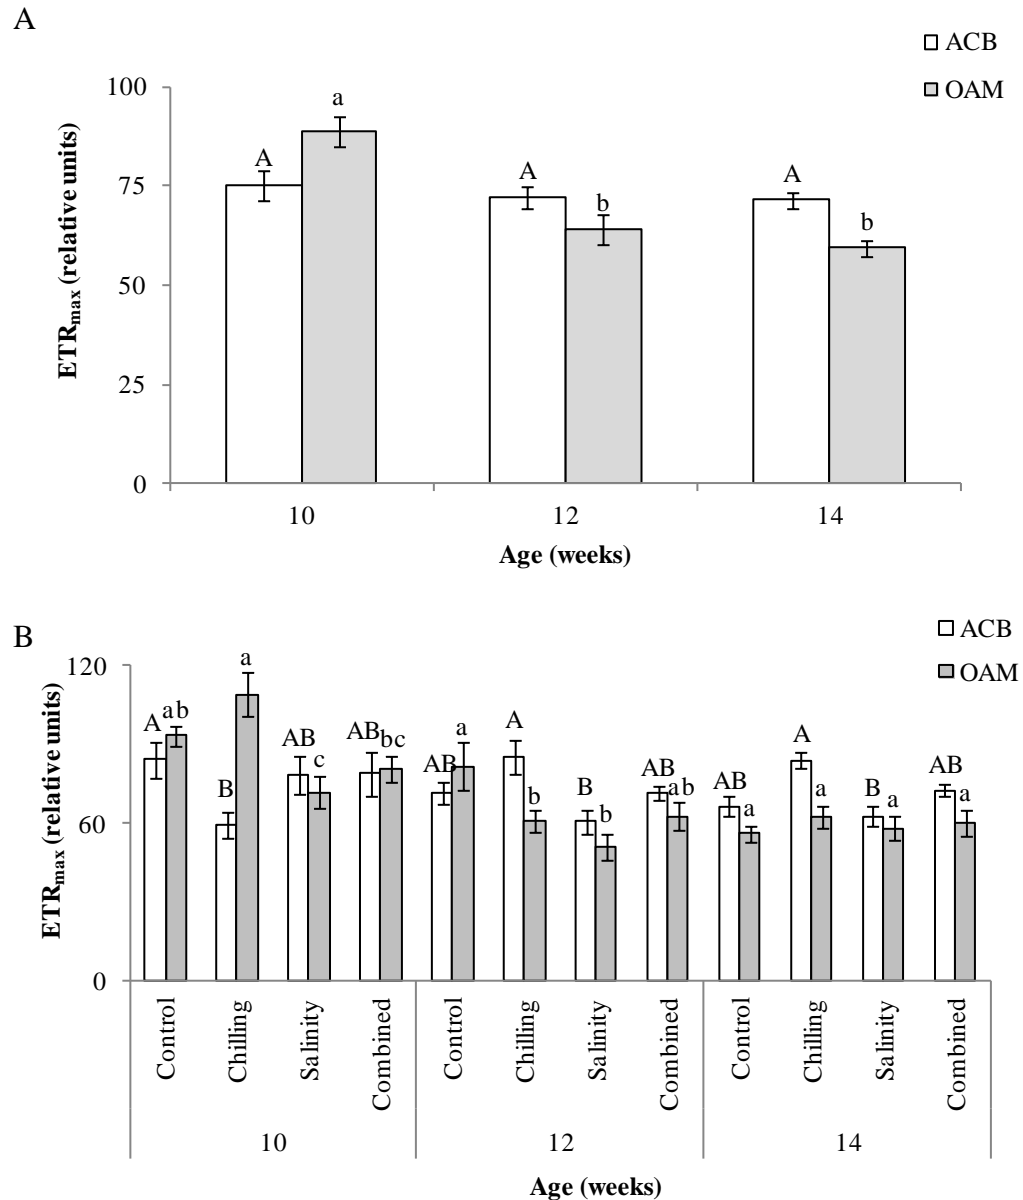 A
ACB
OAM
ETRmax (relative units)
100
75
50
25
0
A
a
A
b
A
b
10
12
14
Age (weeks)
B
ACB
OAM
ETRmax (relative units)
120
60
0
A
ab
B
a
AB
c
AB
bc
AB
a
A
b
B
b
AB
ab
AB
a
A
a
B
a
AB
a
Control
Chilling
Salinity
Combined
Control
Chilling
Salinity
Combined
Control
Chilling
Salinity
Combined
10
12
14
Age (weeks)